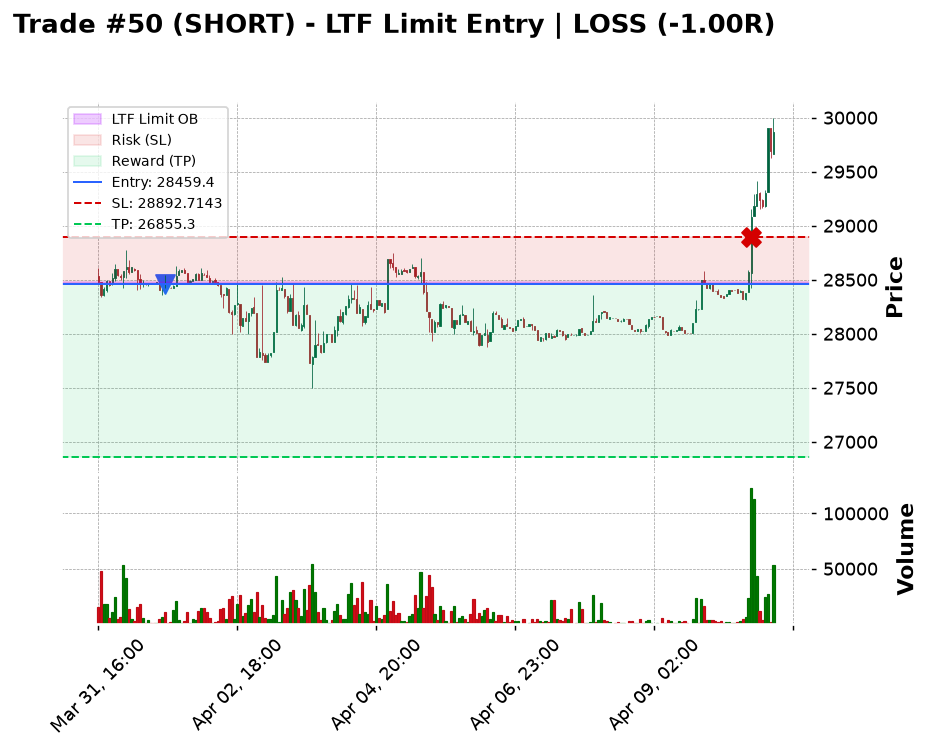 Trade #50 (SHORT) - LTF Limit Entry | LOSS (-1.00R)
LTF Limit OB
Risk (SL)
Reward (TP)
Entry: 28459.4
SL: 28892.7143
TP: 26855.3
30000
29500
29000
28500
28000
27500
27000
Price
100000
50000
Volume
Mar 31, 16:00
Apr 02, 18:00
Apr 04, 20:00
Apr 06, 23:00
Apr 09, 02:00